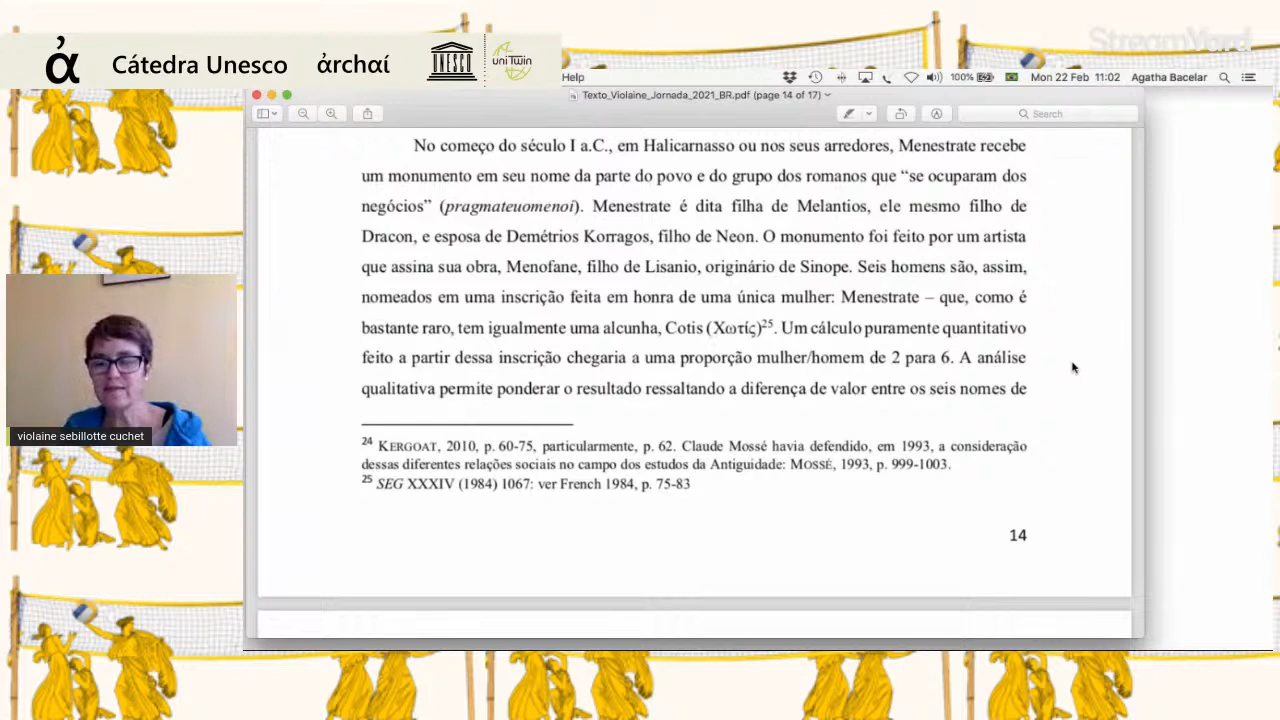 StreamYard
Cátedra Unesco ἀrchaí
UNESCO
uniTwin
Help
100%
Mon 22 Feb 11:02 Agatha Bacelar
Texto_Violaine_Jornada_2021_BR.pdf (page 14 of 17)
Search
No começo do século I a.C., em Halicarnasso ou nos seus arredores, Menestrate recebe
um monumento em seu nome da parte do povo e do grupo dos romanos que “se ocuparam dos
negócios” (pragmateuomenoi). Menestrate é dita filha de Melantios, ele mesmo filho de
Dracon, e esposa de Demétrios Korragos, filho de Neon. O monumento foi feito por um artista
que assina sua obra, Menofane, filho de Lisanio, originário de Sinope. Seis homens são, assim,
nomeados em uma inscrição feita em honra de uma única mulher: Menestrate – que, como é
bastante raro, tem igualmente uma alcunha, Cotis (Χωτίς)25. Um cálculo puramente quantitativo
feito a partir dessa inscrição chegaria a uma proporção mulher/homem de 2 para 6. A análise
qualitativa permite ponderar o resultado ressaltando a diferença de valor entre os seis nomes de
24 KERGOAT, 2010, p. 60-75, particularmente, p. 62. Claude Mossé havia defendido, em 1993, a consideração
dessas diferentes relações sociais no campo dos estudos da Antiguidade: MOSSÉ, 1993, p. 999-1003.
25 SEG XXXIV (1984) 1067: ver French 1984, p. 75-83
14
violaine sebillotte cuchet